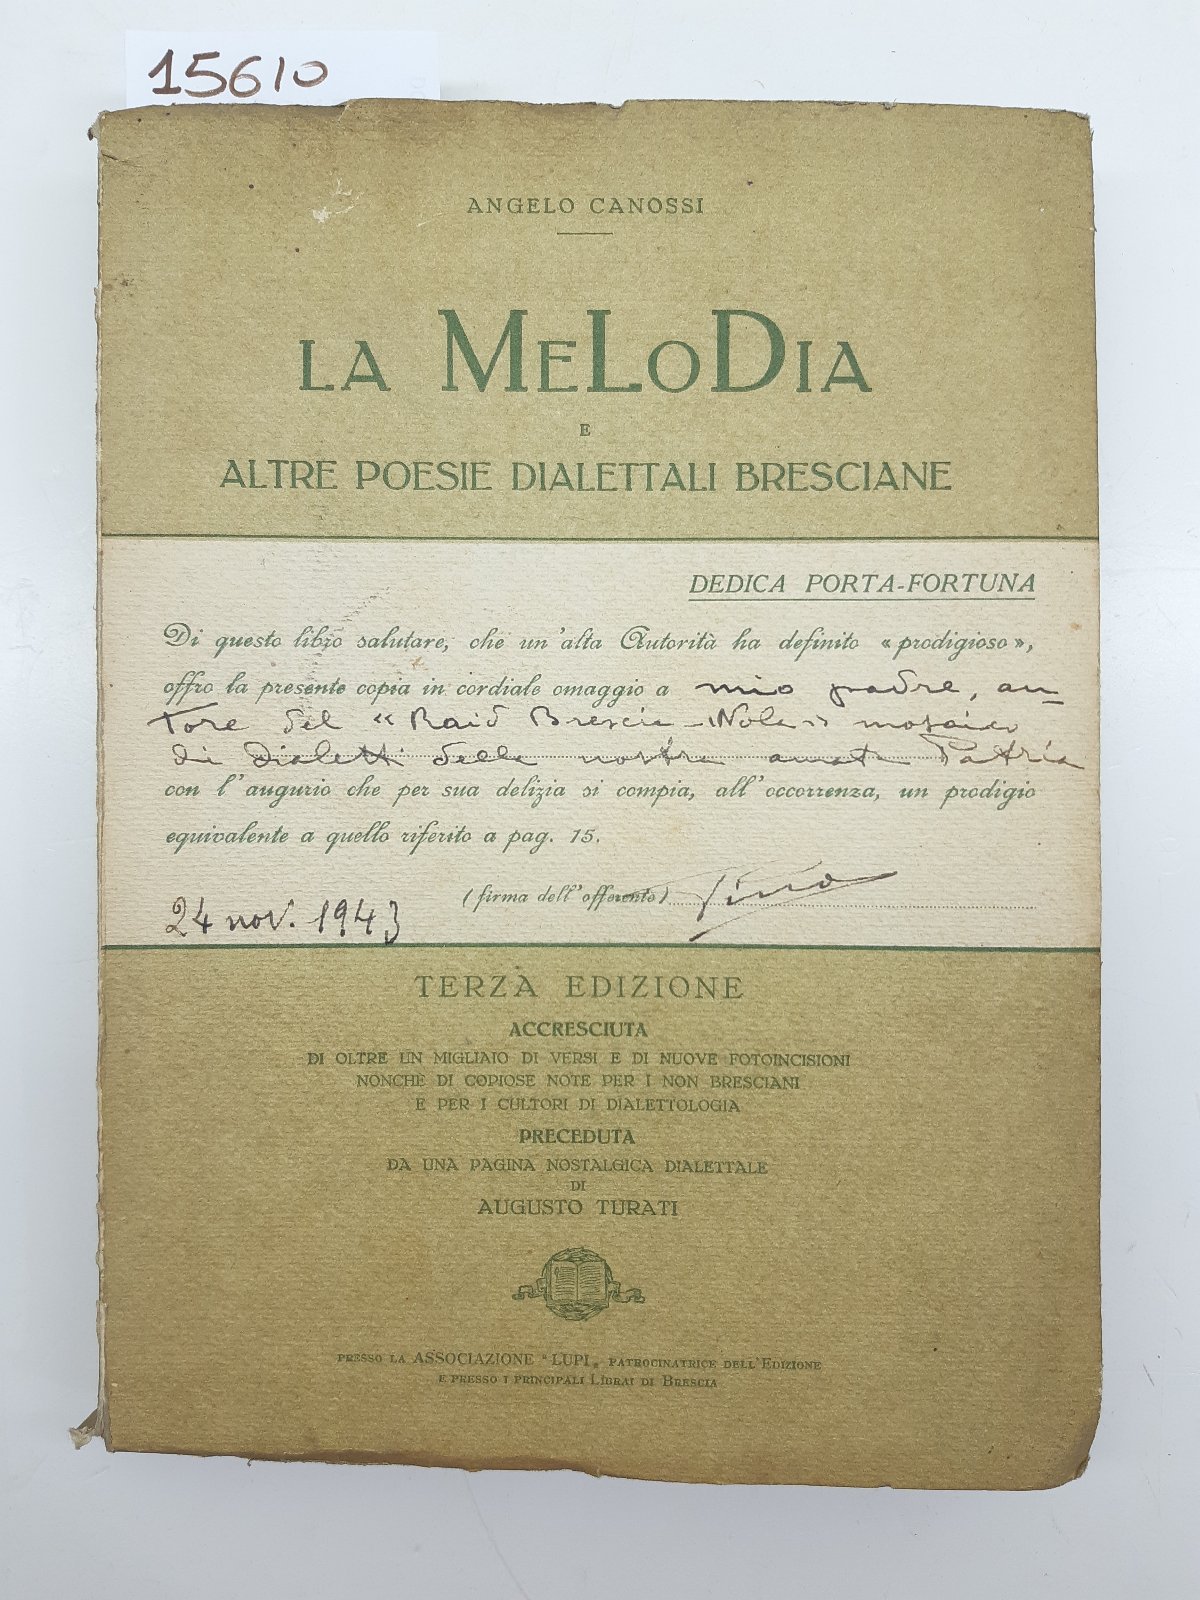 15610
ANGELO CANOSSI
LA MELODIA
E
ALTRE POESIE DIALETTALI BRESCIANE
DEDICA PORTA-FORTUNA
Di questo libro salutare, che un'alta Autorità ha definito « prodigioso »,
offro la presente copia in cordiale omaggio a mio padre, au-
tore del « Raid Brescia - Nola » mosaico
di dialetti della nostra amata Patria
con l'augurio che per sua delizia si compia, all'occorrenza, un prodigio
equivalente a quello riferito a pag. 15.
(firma dell'offerente) Tino
24 nov. 1943
TERZA EDIZIONE
ACCRESCIUTA
DI OLTRE UN MIGLIAIO DI VERSI E DI NUOVE FOTOINCISIONI
NONCHE DI COPIOSE NOTE PER I NON BRESCIANI
E PER I CULTORI DI DIALETTOLOGIA
PRECEDUTA
DA UNA PAGINA NOSTALGICA DIALETTALE
DI
AUGUSTO TURATI
PRESSO LA ASSOCIAZIONE "LUPI„ PATROCINATRICE DELL'EDIZIONE
E PRESSO I PRINCIPALI LIBRAI DI BRESCIA